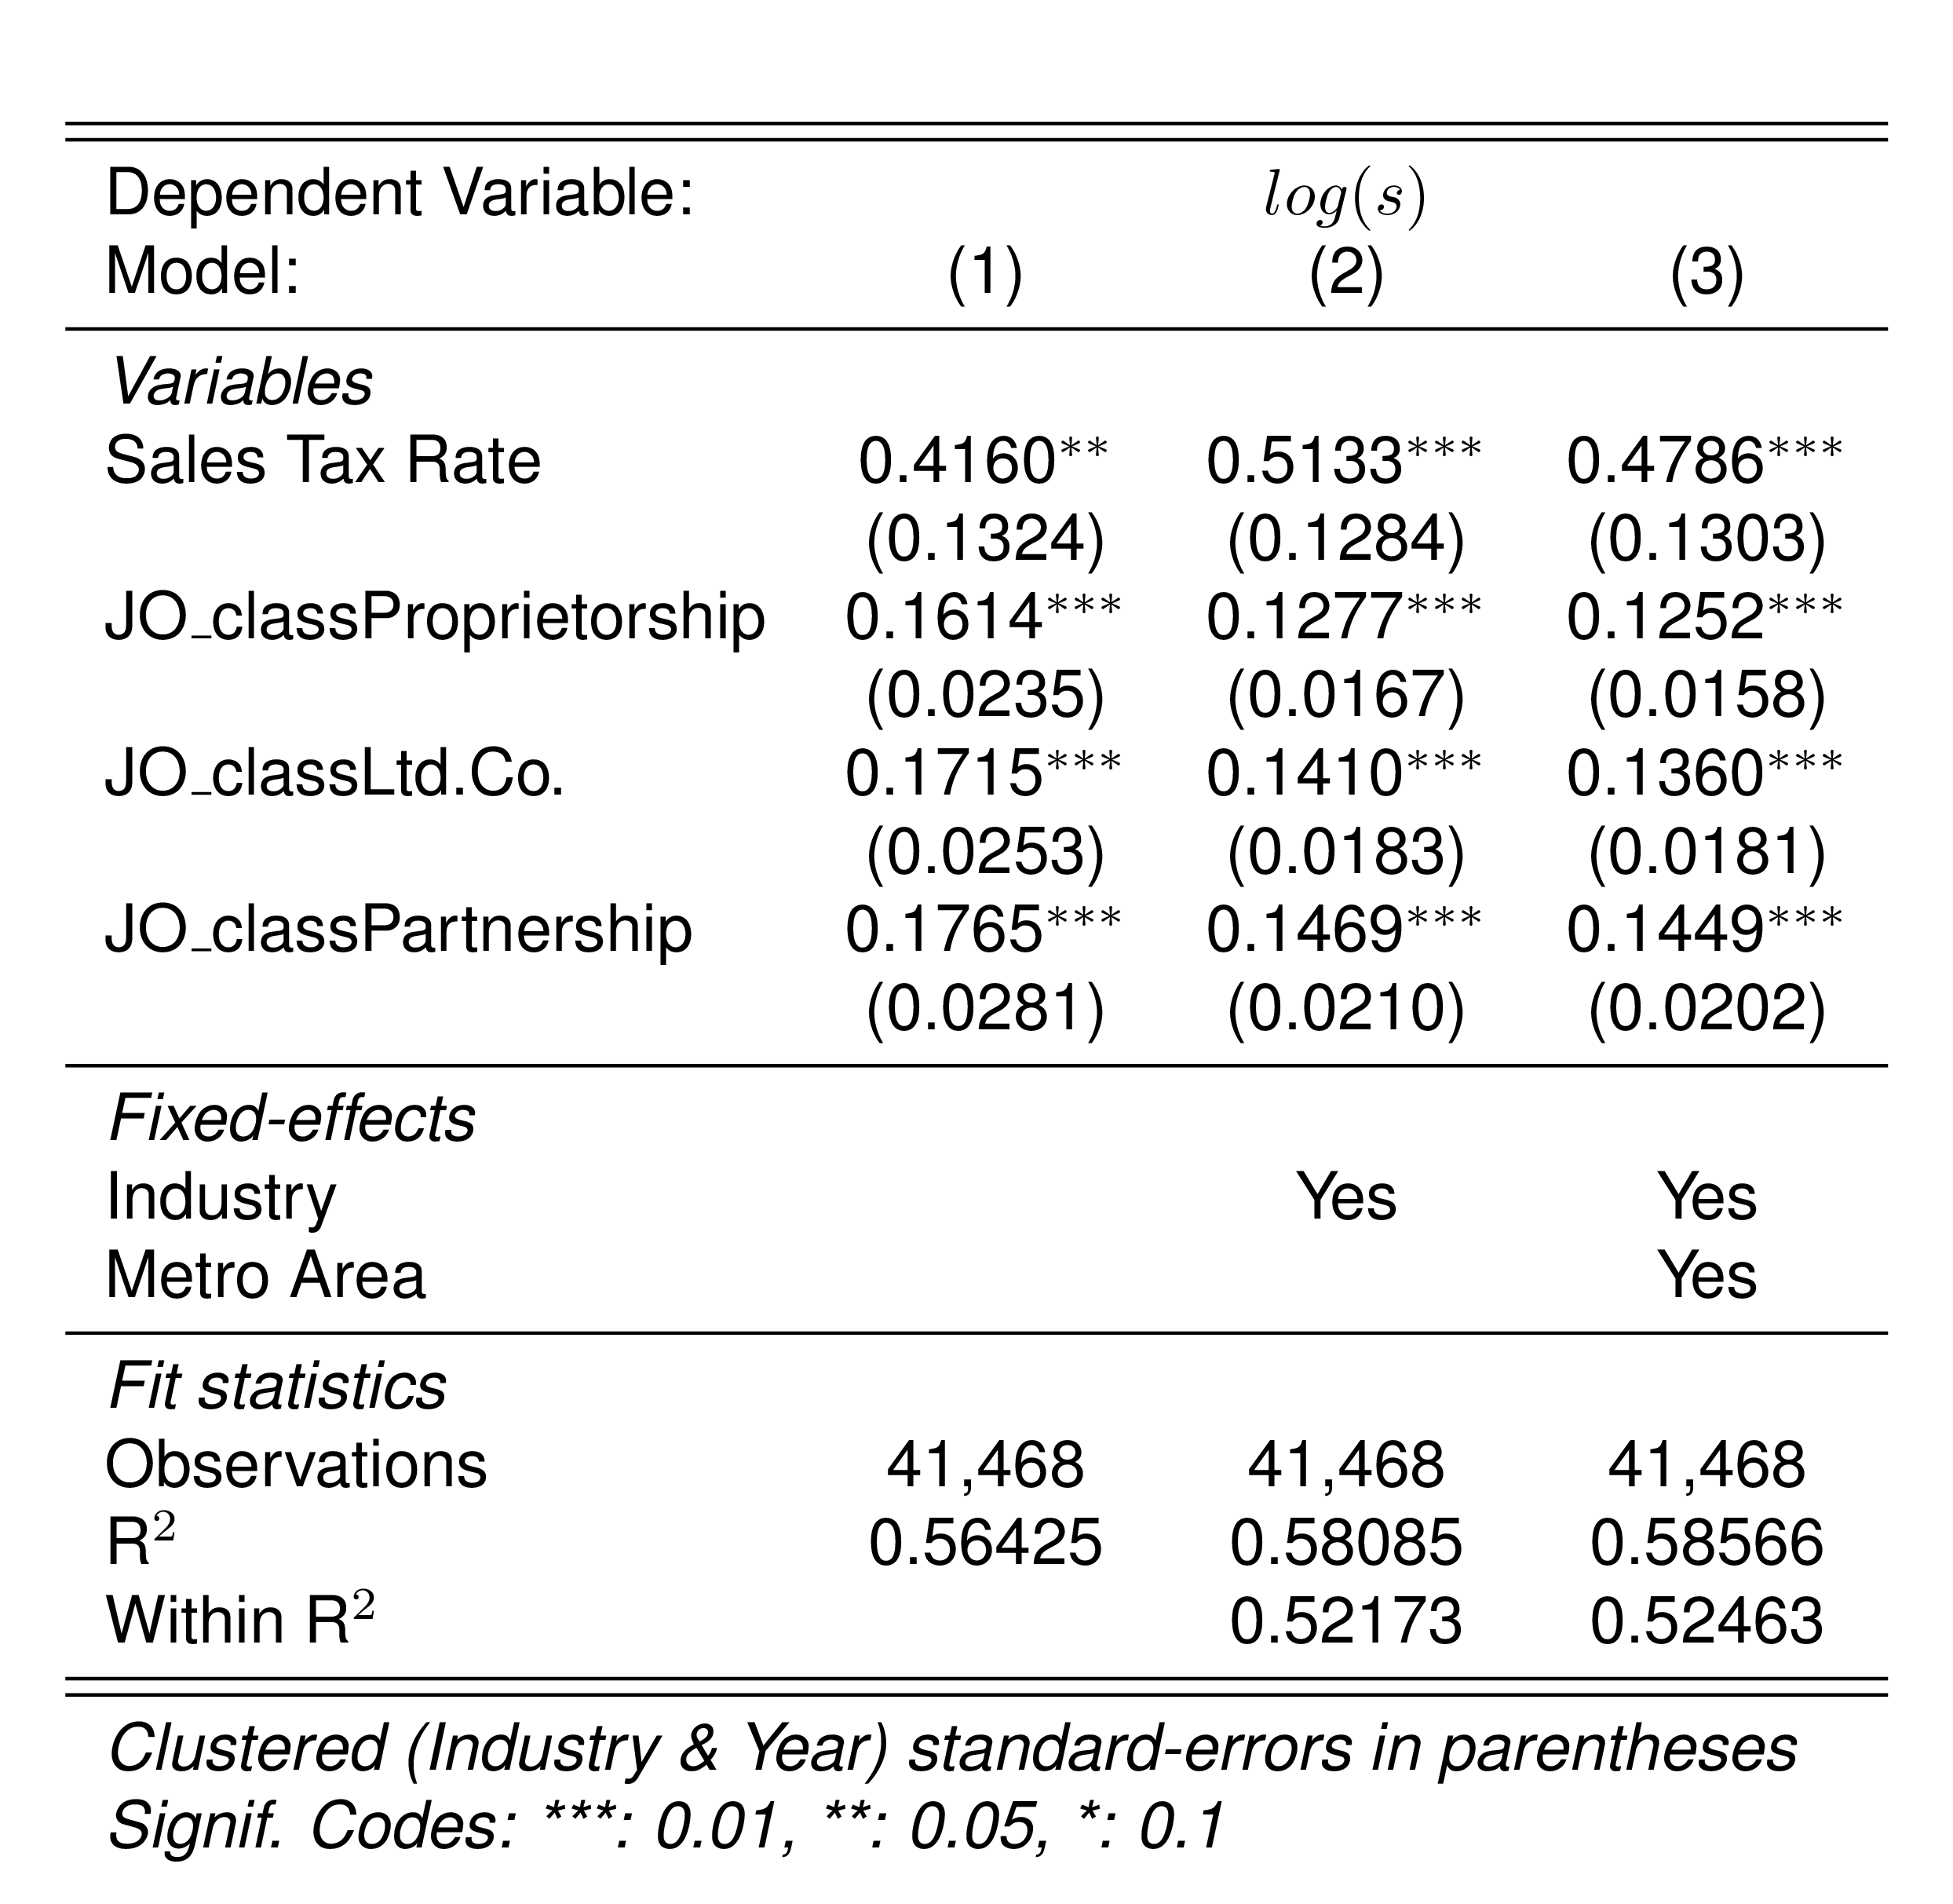 Dependent Variable: log(s)
Model: (1) (2) (3)
Variables
Sales Tax Rate 0.4160** 0.5133*** 0.4786***
(0.1324) (0.1284) (0.1303)
JO_classProprietorship 0.1614*** 0.1277*** 0.1252***
(0.0235) (0.0167) (0.0158)
JO_classLtd.Co. 0.1715*** 0.1410*** 0.1360***
(0.0253) (0.0183) (0.0181)
JO_classPartnership 0.1765*** 0.1469*** 0.1449***
(0.0281) (0.0210) (0.0202)
Fixed-effects
Industry Yes Yes
Metro Area Yes
Fit statistics
Observations 41,468 41,468 41,468
R² 0.56425 0.58085 0.58566
Within R² 0.52173 0.52463
Clustered (Industry & Year) standard-errors in parentheses
Signif. Codes: ***: 0.01, **: 0.05, *: 0.1